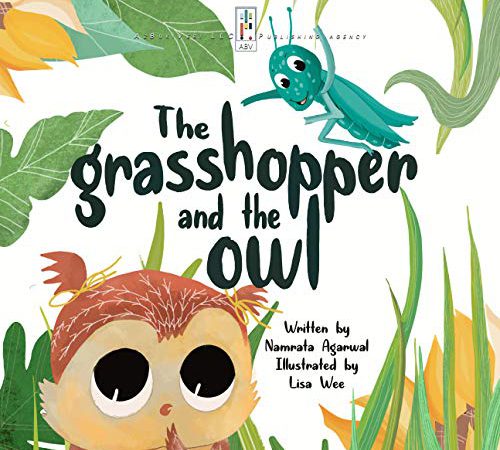 ABV
The
grasshopper
and the
owl
Written by
Namrata Agarwal
Illustrated by
Lisa Wee